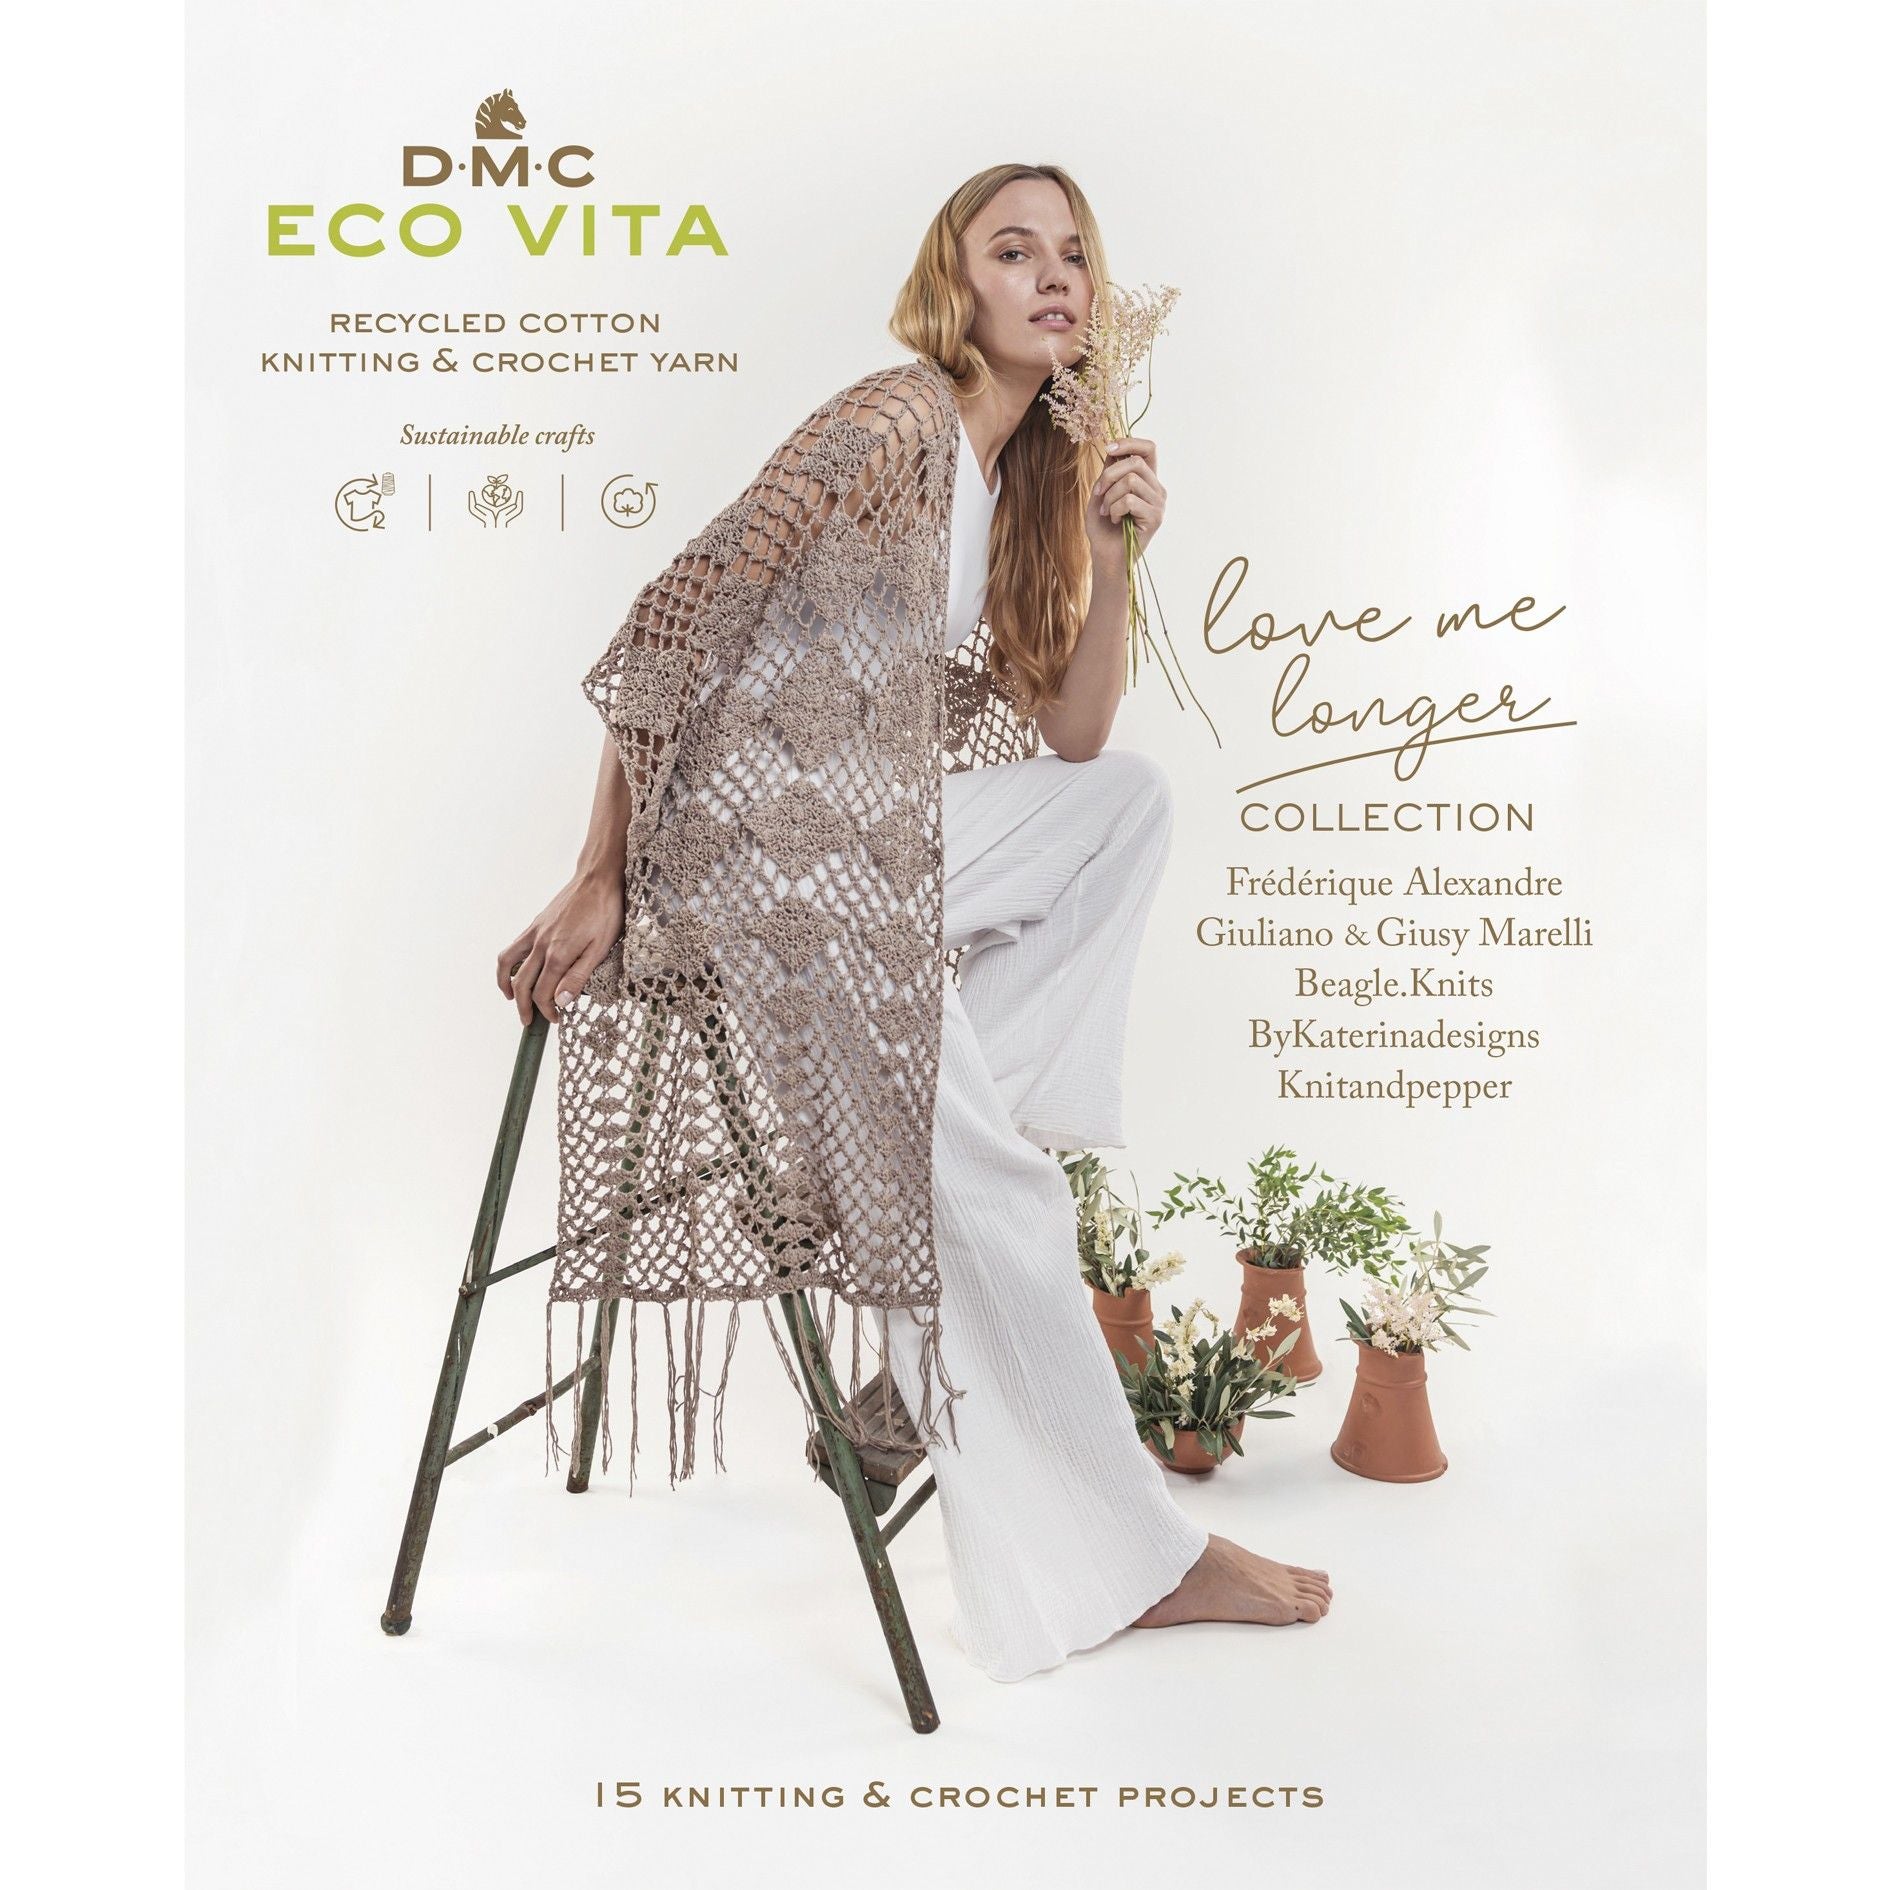 D·M·C
ECO VITA
RECYCLED COTTON
KNITTING & CROCHET YARN
Sustainable crafts
love me
longer
COLLECTION
Frédérique Alexandre
Giuliano & Giusy Marelli
Beagle.Knits
ByKaterinadesigns
Knitandpepper
15 KNITTING & CROCHET PROJECTS